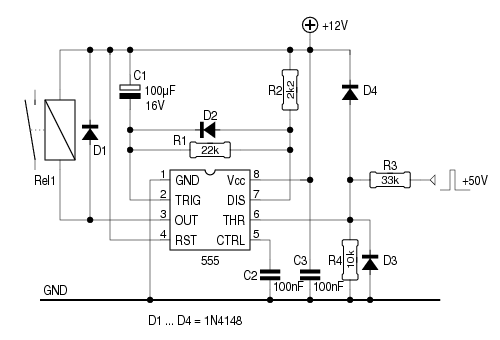 +12V
C1
100µF
16V
R2
2k2
D4
D2
R1
22k
D1
Rel1
R3
33k
+50V
1 GND Vcc 8
2 TRIG DIS 7
3 OUT THR 6
4 RST CTRL 5
555
C2
100nF
C3
100nF
R4
10k
D3
GND
D1 ... D4 = 1N4148